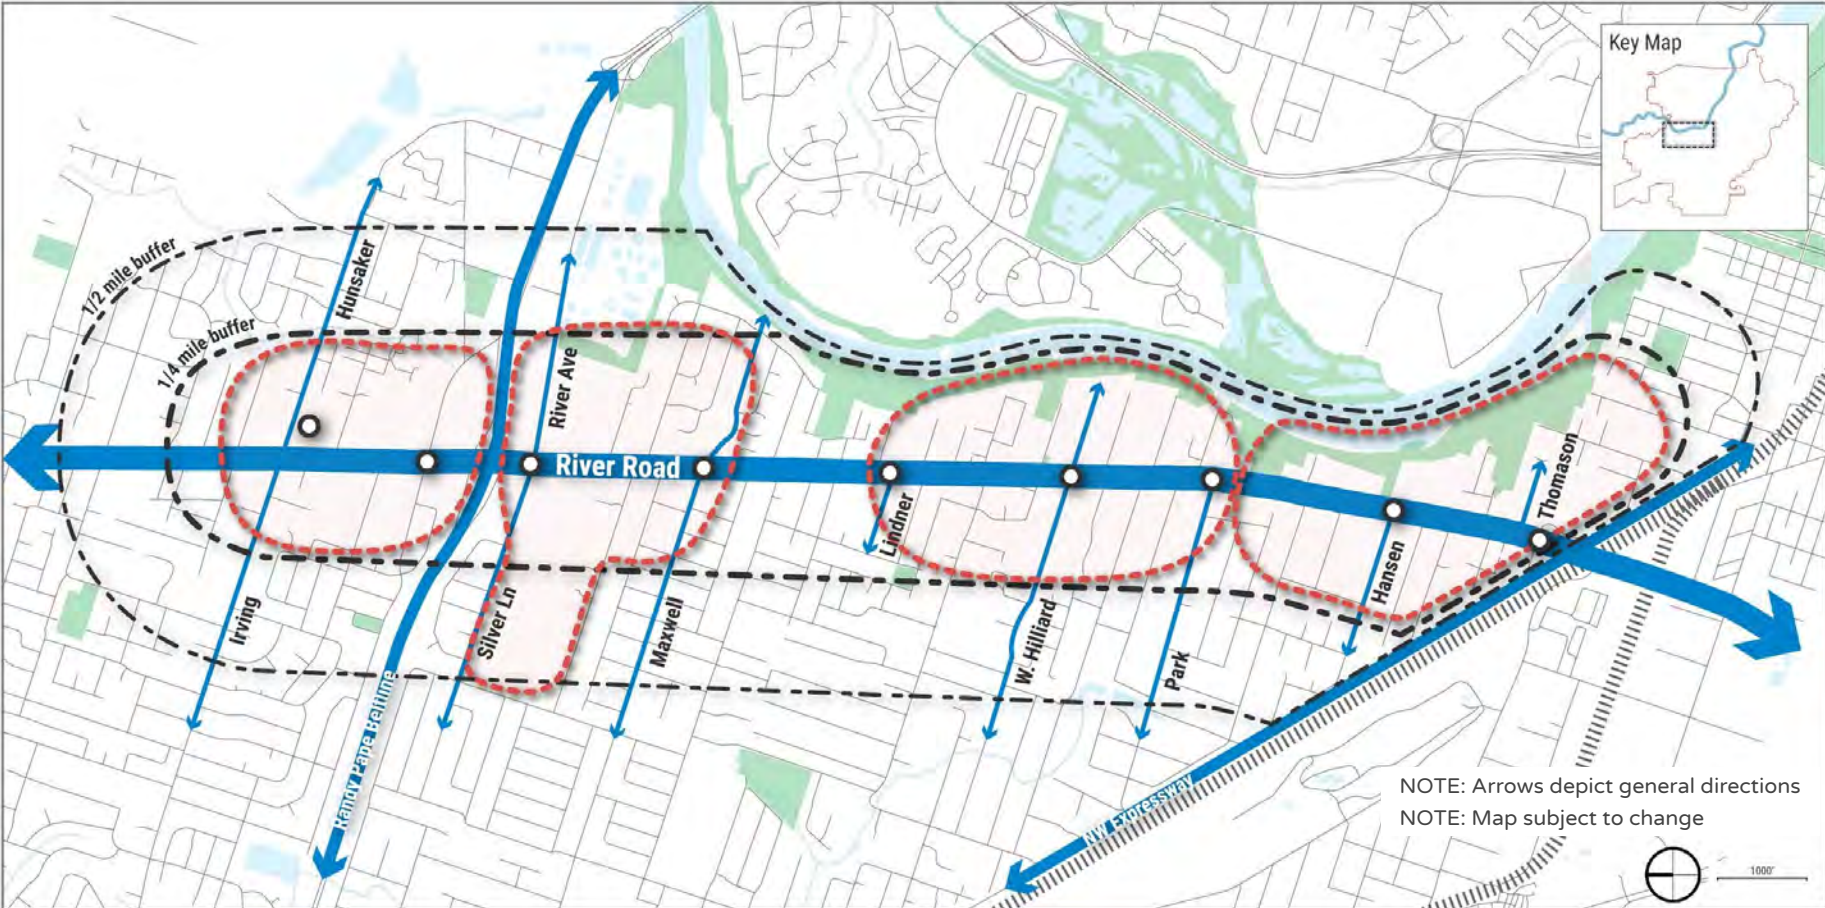 Key Map
1/2 mile buffer
Hunsaker
1/4 mile buffer
River Ave
River Road
Thomason
Lindner
Hansen
Irving
Silver Ln
Maxwell
W. Hilliard
Park
Randy Pape Beltline
NW Expressway
NOTE: Arrows depict general directions
NOTE: Map subject to change
1000'